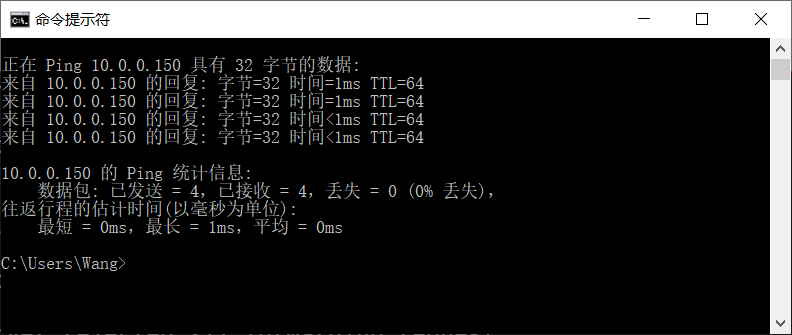 命令提示符
正在 Ping 10.0.0.150 具有 32 字节的数据:
来自 10.0.0.150 的回复: 字节=32 时间=1ms TTL=64
来自 10.0.0.150 的回复: 字节=32 时间=1ms TTL=64
来自 10.0.0.150 的回复: 字节=32 时间<1ms TTL=64
来自 10.0.0.150 的回复: 字节=32 时间<1ms TTL=64
10.0.0.150 的 Ping 统计信息:
数据包: 已发送 = 4，已接收 = 4，丢失 = 0 (0% 丢失)，
往返行程的估计时间(以毫秒为单位):
最短 = 0ms，最长 = 1ms，平均 = 0ms
C:\Users\Wang>